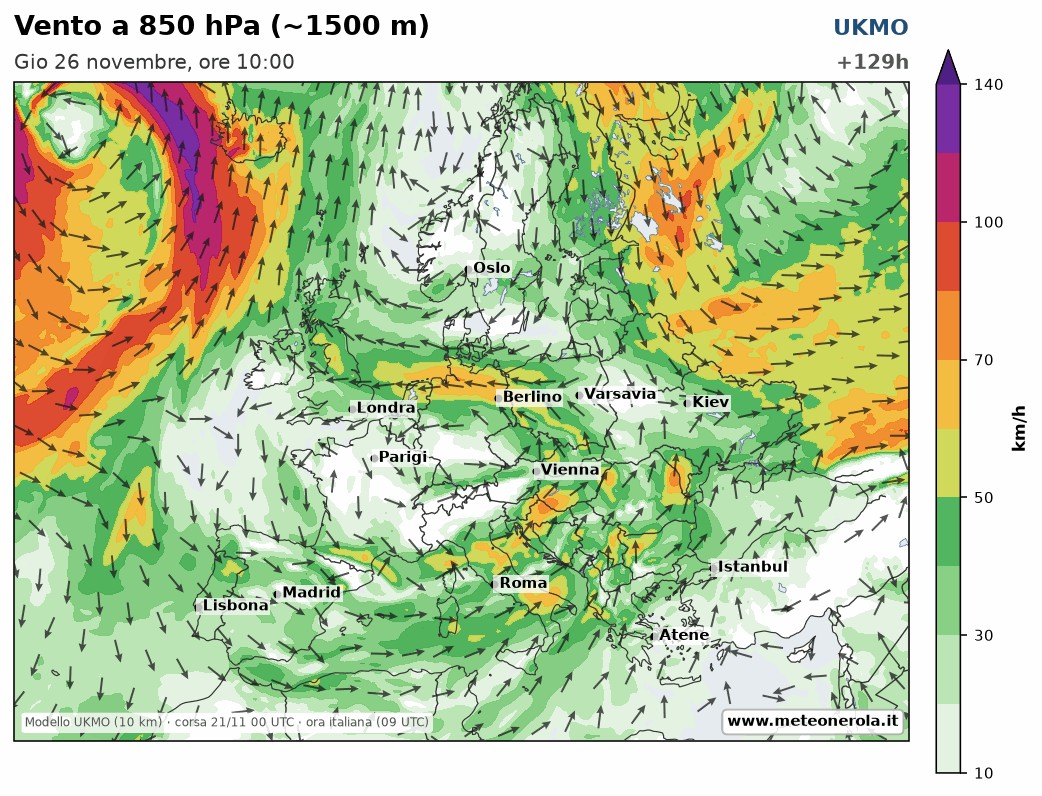 Vento a 850 hPa (~1500 m)
UKMO
Gio 26 novembre, ore 10:00
+129h
140
100
70
50
30
10
km/h
Oslo
Londra
Berlino
Varsavia
Kiev
Parigi
Vienna
Istanbul
Roma
Madrid
Lisbona
Atene
Modello UKMO (10 km) · corsa 21/11 00 UTC · ora italiana (09 UTC)
www.meteonerola.it